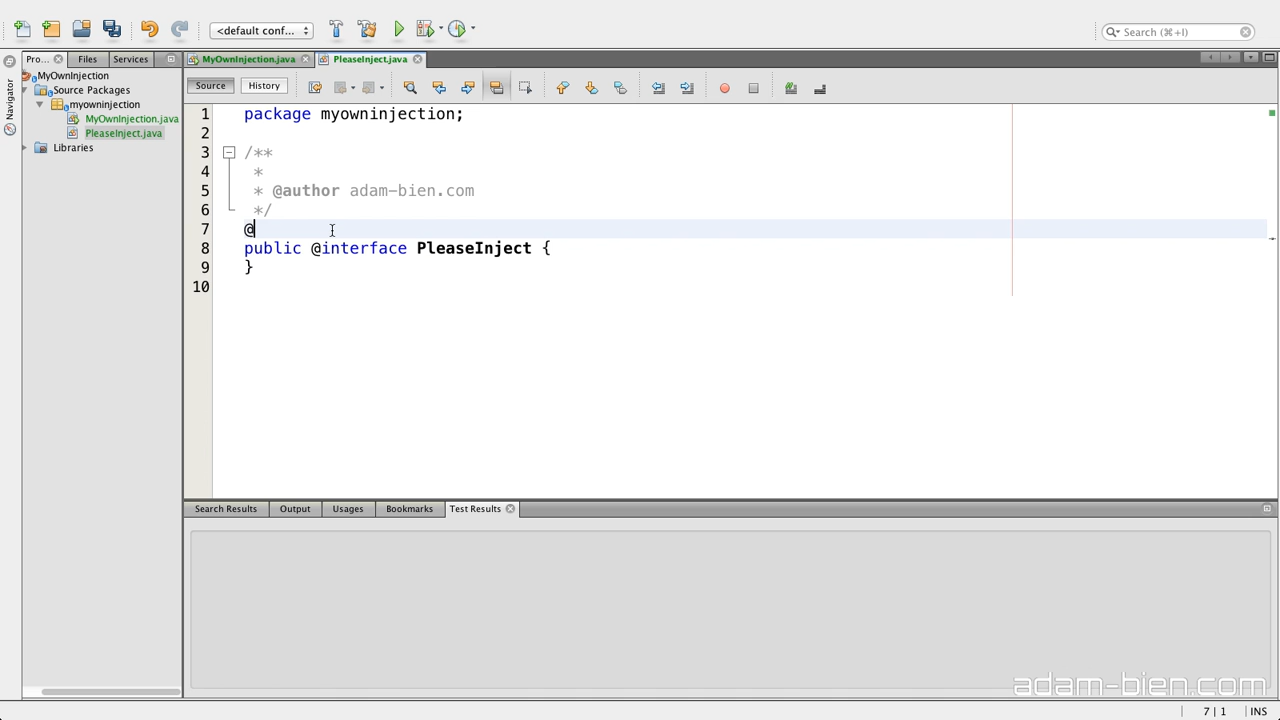 <default conf...
Search (⌘+I)
Pro...
Files
Services
MyOwnInjection.java
PleaseInject.java
Navigator
MyOwnInjection
Source Packages
myowninjection
MyOwnInjection.java
PleaseInject.java
Libraries
Source
History
1 package myowninjection;
2
3 /**
4 *
5 * @author adam-bien.com
6 */
7 @
8 public @interface PleaseInject {
9 }
10
Search Results
Output
Usages
Bookmarks
Test Results
adam-bien.com
7 | 1
INS